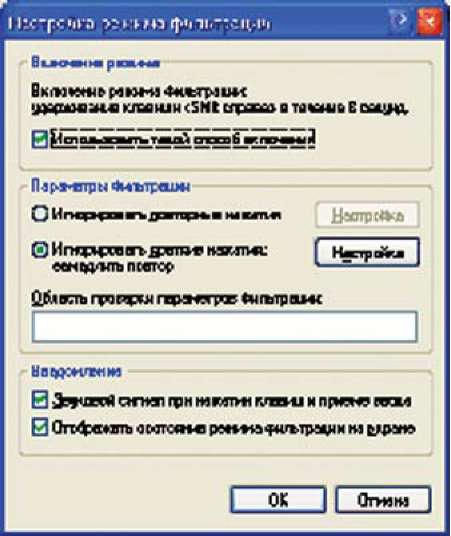 Настройка режима фильтрации
Включение режима
Включение режима фильтрации:
удерживание клавиши <SHIFT справа> в течение 8 секунд.
Использовать такой способ включения
Параметры фильтрации
Игнорировать повторные нажатия
Настройка
Игнорировать краткие нажатия;
замедлить повтор
Настройка
Область проверки параметров фильтрации:
Уведомление
Звуковой сигнал при нажатии клавиш и приеме ввода
Отображать состояние режима фильтрации на экране
ОК
Отмена